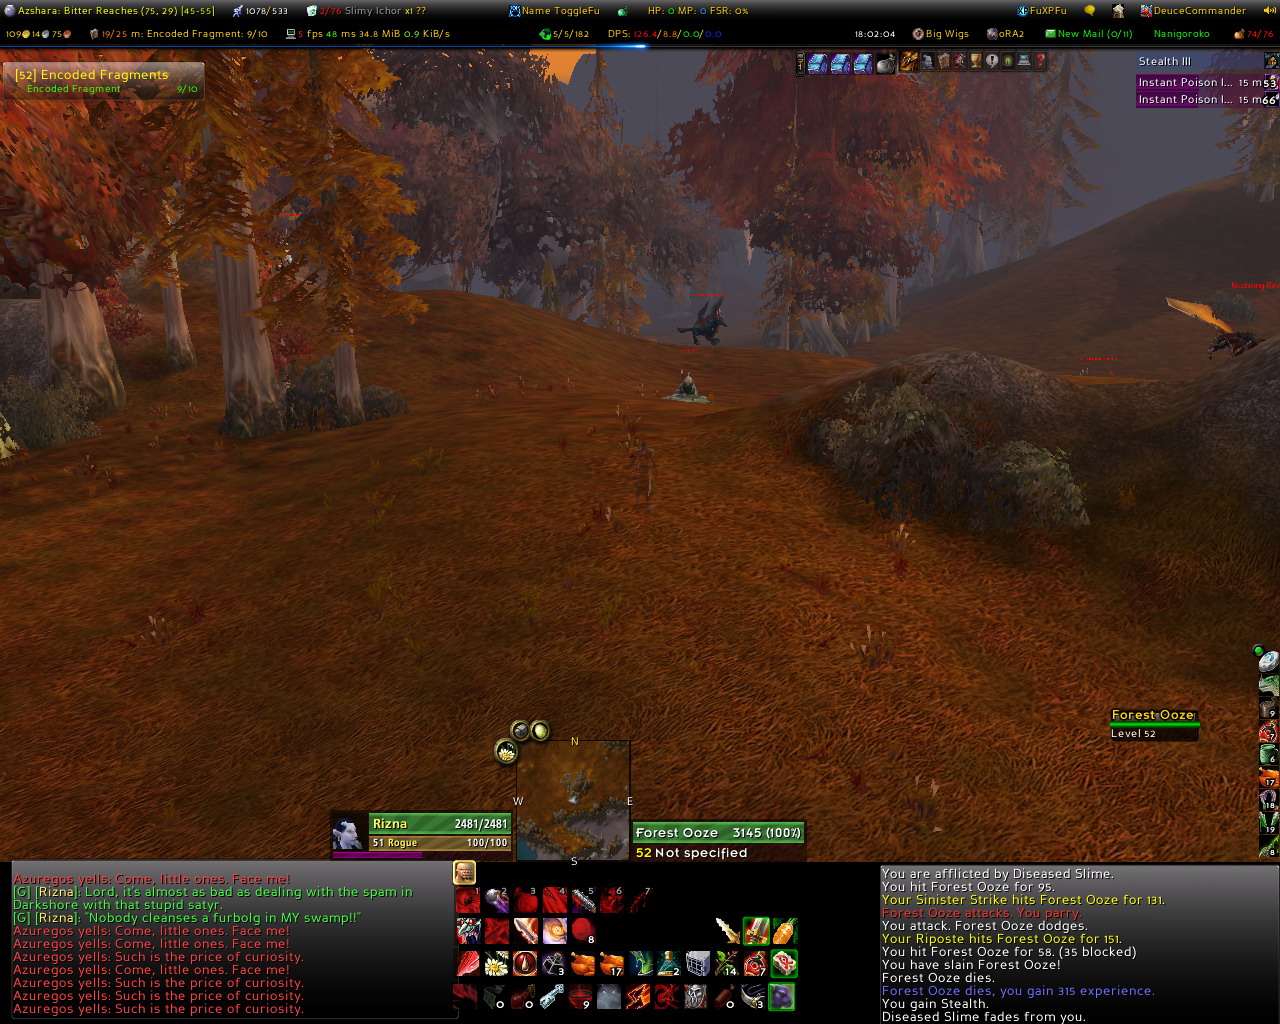 Azshara: Bitter Reaches (75, 29) [45-55]
1078/533
2/76 Slimy Ichor x1 ??
Name ToggleFu
HP: 0 MP: 0 FSR: 0%
FuXPFu
DeuceCommander
109 14 75
19/25 m: Encoded Fragment: 9/10
5 fps 48 ms 34.8 MiB 0.9 KiB/s
5/5/182
DPS: 126.4/8.8/0.0/0.0
18:02:04
Big Wigs
oRA2
New Mail (0/11)
Nanigoroko
74/76
[52] Encoded Fragments
Encoded Fragment 9/10
Stealth III
Instant Poison I... 15 m 53
Instant Poison I... 15 m 66
Forest Ooze
Level 52
N
W
E
S
Rizna 2481/2481
51 Rogue 100/100
Forest Ooze 3145 (100%)
52 Not specified
Azuregos yells: Come, little ones. Face me!
[G] [Rizna]: Lord, it's almost as bad as dealing with the spam in
Darkshore with that stupid satyr.
[G] [Rizna]: "Nobody cleanses a furbolg in MY swamp!!"
Azuregos yells: Come, little ones. Face me!
Azuregos yells: Come, little ones. Face me!
Azuregos yells: Such is the price of curiosity.
Azuregos yells: Come, little ones. Face me!
Azuregos yells: Such is the price of curiosity.
Azuregos yells: Such is the price of curiosity.
Azuregos yells: Such is the price of curiosity.
You are afflicted by Diseased Slime.
You hit Forest Ooze for 95.
Your Sinister Strike hits Forest Ooze for 131.
Forest Ooze attacks. You parry.
You attack. Forest Ooze dodges.
Your Riposte hits Forest Ooze for 151.
You hit Forest Ooze for 58. (35 blocked)
You have slain Forest Ooze!
Forest Ooze dies.
Forest Ooze dies, you gain 315 experience.
You gain Stealth.
Diseased Slime fades from you.